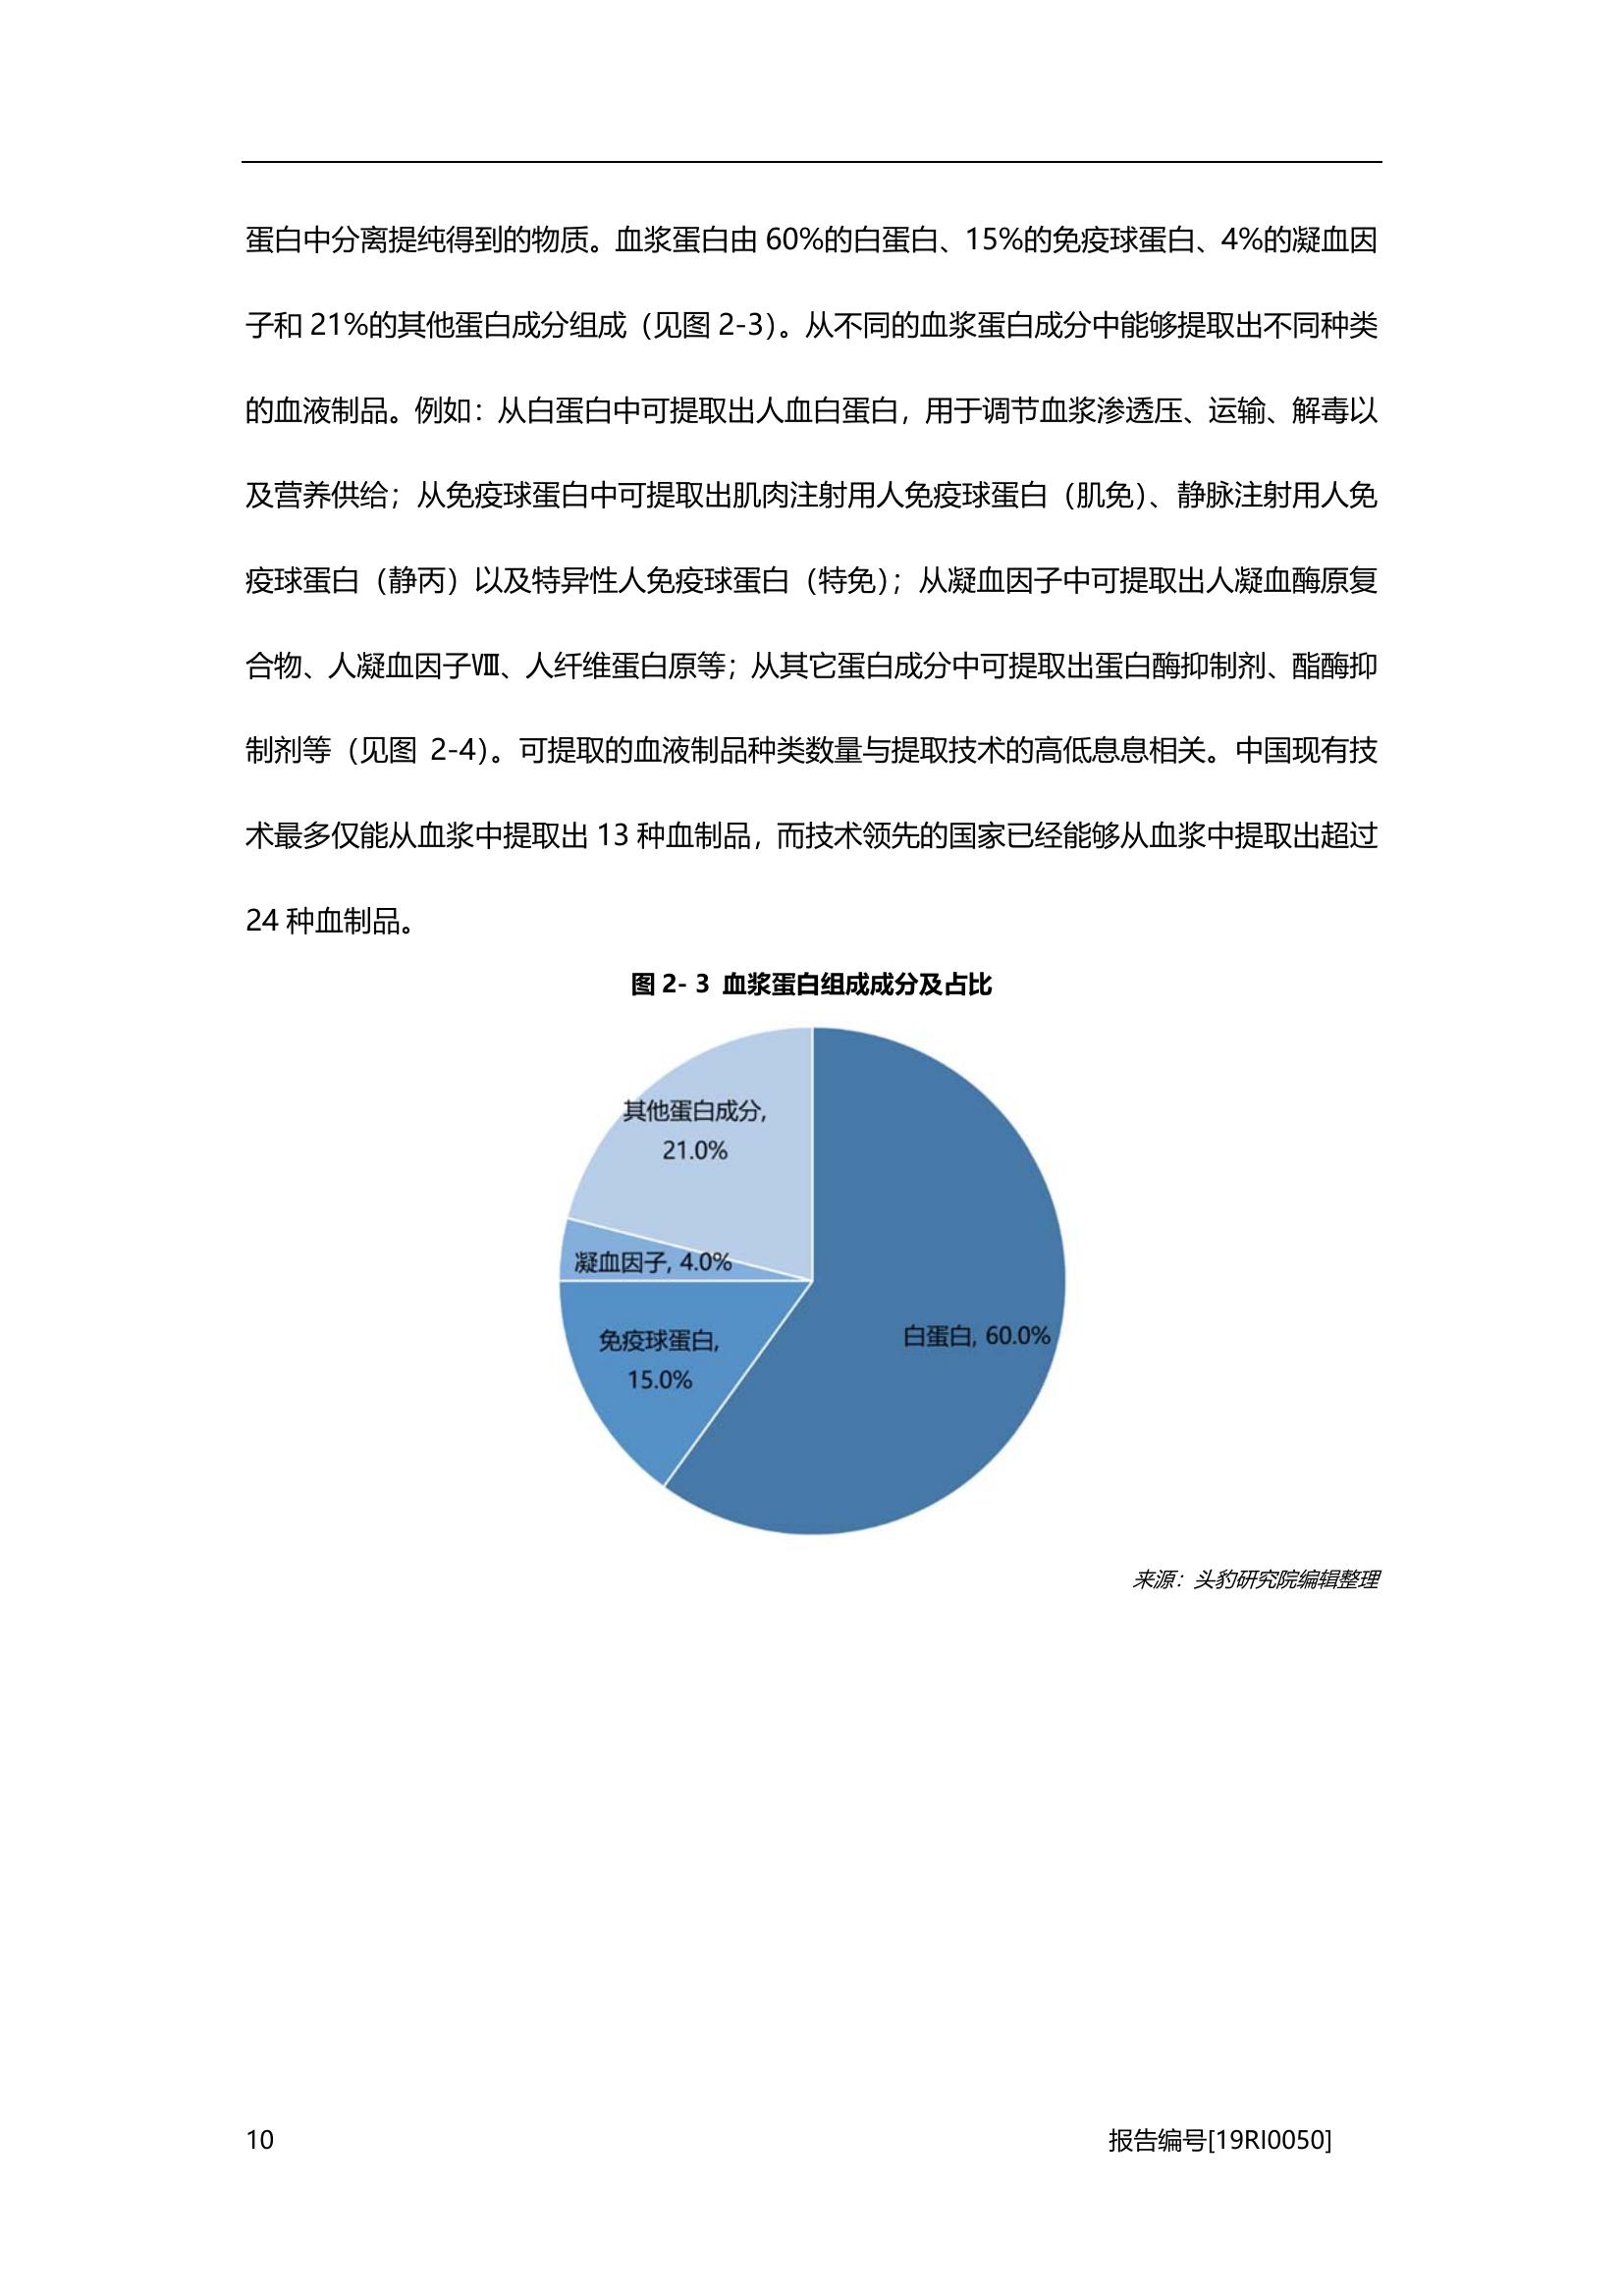 蛋白中分离提纯得到的物质。血浆蛋白由 60%的白蛋白、15%的免疫球蛋白、4%的凝血因
子和 21%的其他蛋白成分组成（见图 2-3）。从不同的血浆蛋白成分中能够提取出不同种类
的血液制品。例如：从白蛋白中可提取出人血白蛋白，用于调节血浆渗透压、运输、解毒以
及营养供给；从免疫球蛋白中可提取出肌肉注射用人免疫球蛋白（肌免）、静脉注射用人免
疫球蛋白（静丙）以及特异性人免疫球蛋白（特免）；从凝血因子中可提取出人凝血酶原复
合物、人凝血因子Ⅷ、人纤维蛋白原等；从其它蛋白成分中可提取出蛋白酶抑制剂、酯酶抑
制剂等（见图 2-4）。可提取的血液制品种类数量与提取技术的高低息息相关。中国现有技
术最多仅能从血浆中提取出 13 种血制品，而技术领先的国家已经能够从血浆中提取出超过
24 种血制品。
图 2- 3 血浆蛋白组成成分及占比
其他蛋白成分,
21.0%
凝血因子, 4.0%
白蛋白, 60.0%
免疫球蛋白,
15.0%
来源：头豹研究院编辑整理
10
报告编号[19RI0050]